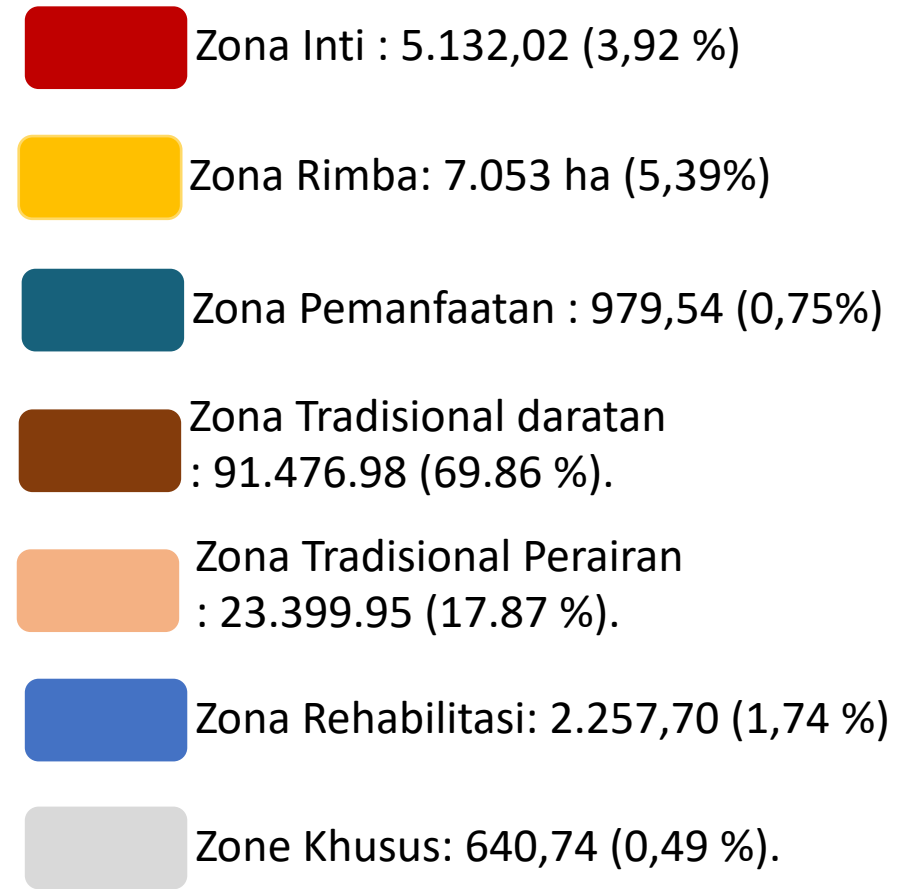 Zona Inti : 5.132,02 (3,92 %)
Zona Rimba: 7.053 ha (5,39%)
Zona Pemanfaatan : 979,54 (0,75%)
Zona Tradisional daratan
: 91.476.98 (69.86 %).
Zona Tradisional Perairan
: 23.399.95 (17.87 %).
Zona Rehabilitasi: 2.257,70 (1,74 %)
Zone Khusus: 640,74 (0,49 %).